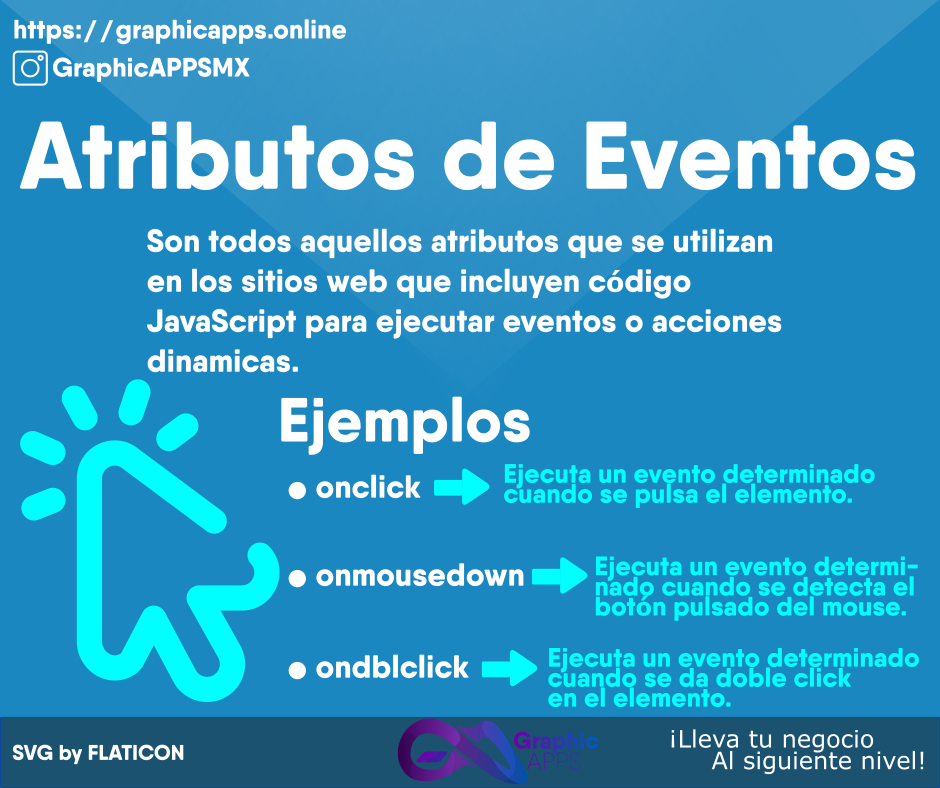 https://graphicapps.online
GraphicAPPSMX
Atributos de Eventos
Son todos aquellos atributos que se utilizan
en los sitios web que incluyen código
JavaScript para ejecutar eventos o acciones
dinamicas.
Ejemplos
onclick
Ejecuta un evento determinado
cuando se pulsa el elemento.
onmousedown
Ejecuta un evento determi-
nado cuando se detecta el
botón pulsado del mouse.
ondblclick
Ejecuta un evento determinado
cuando se da doble click
en el elemento.
SVG by FLATICON
Graphic
APPS
¡Lleva tu negocio
Al siguiente nivel!